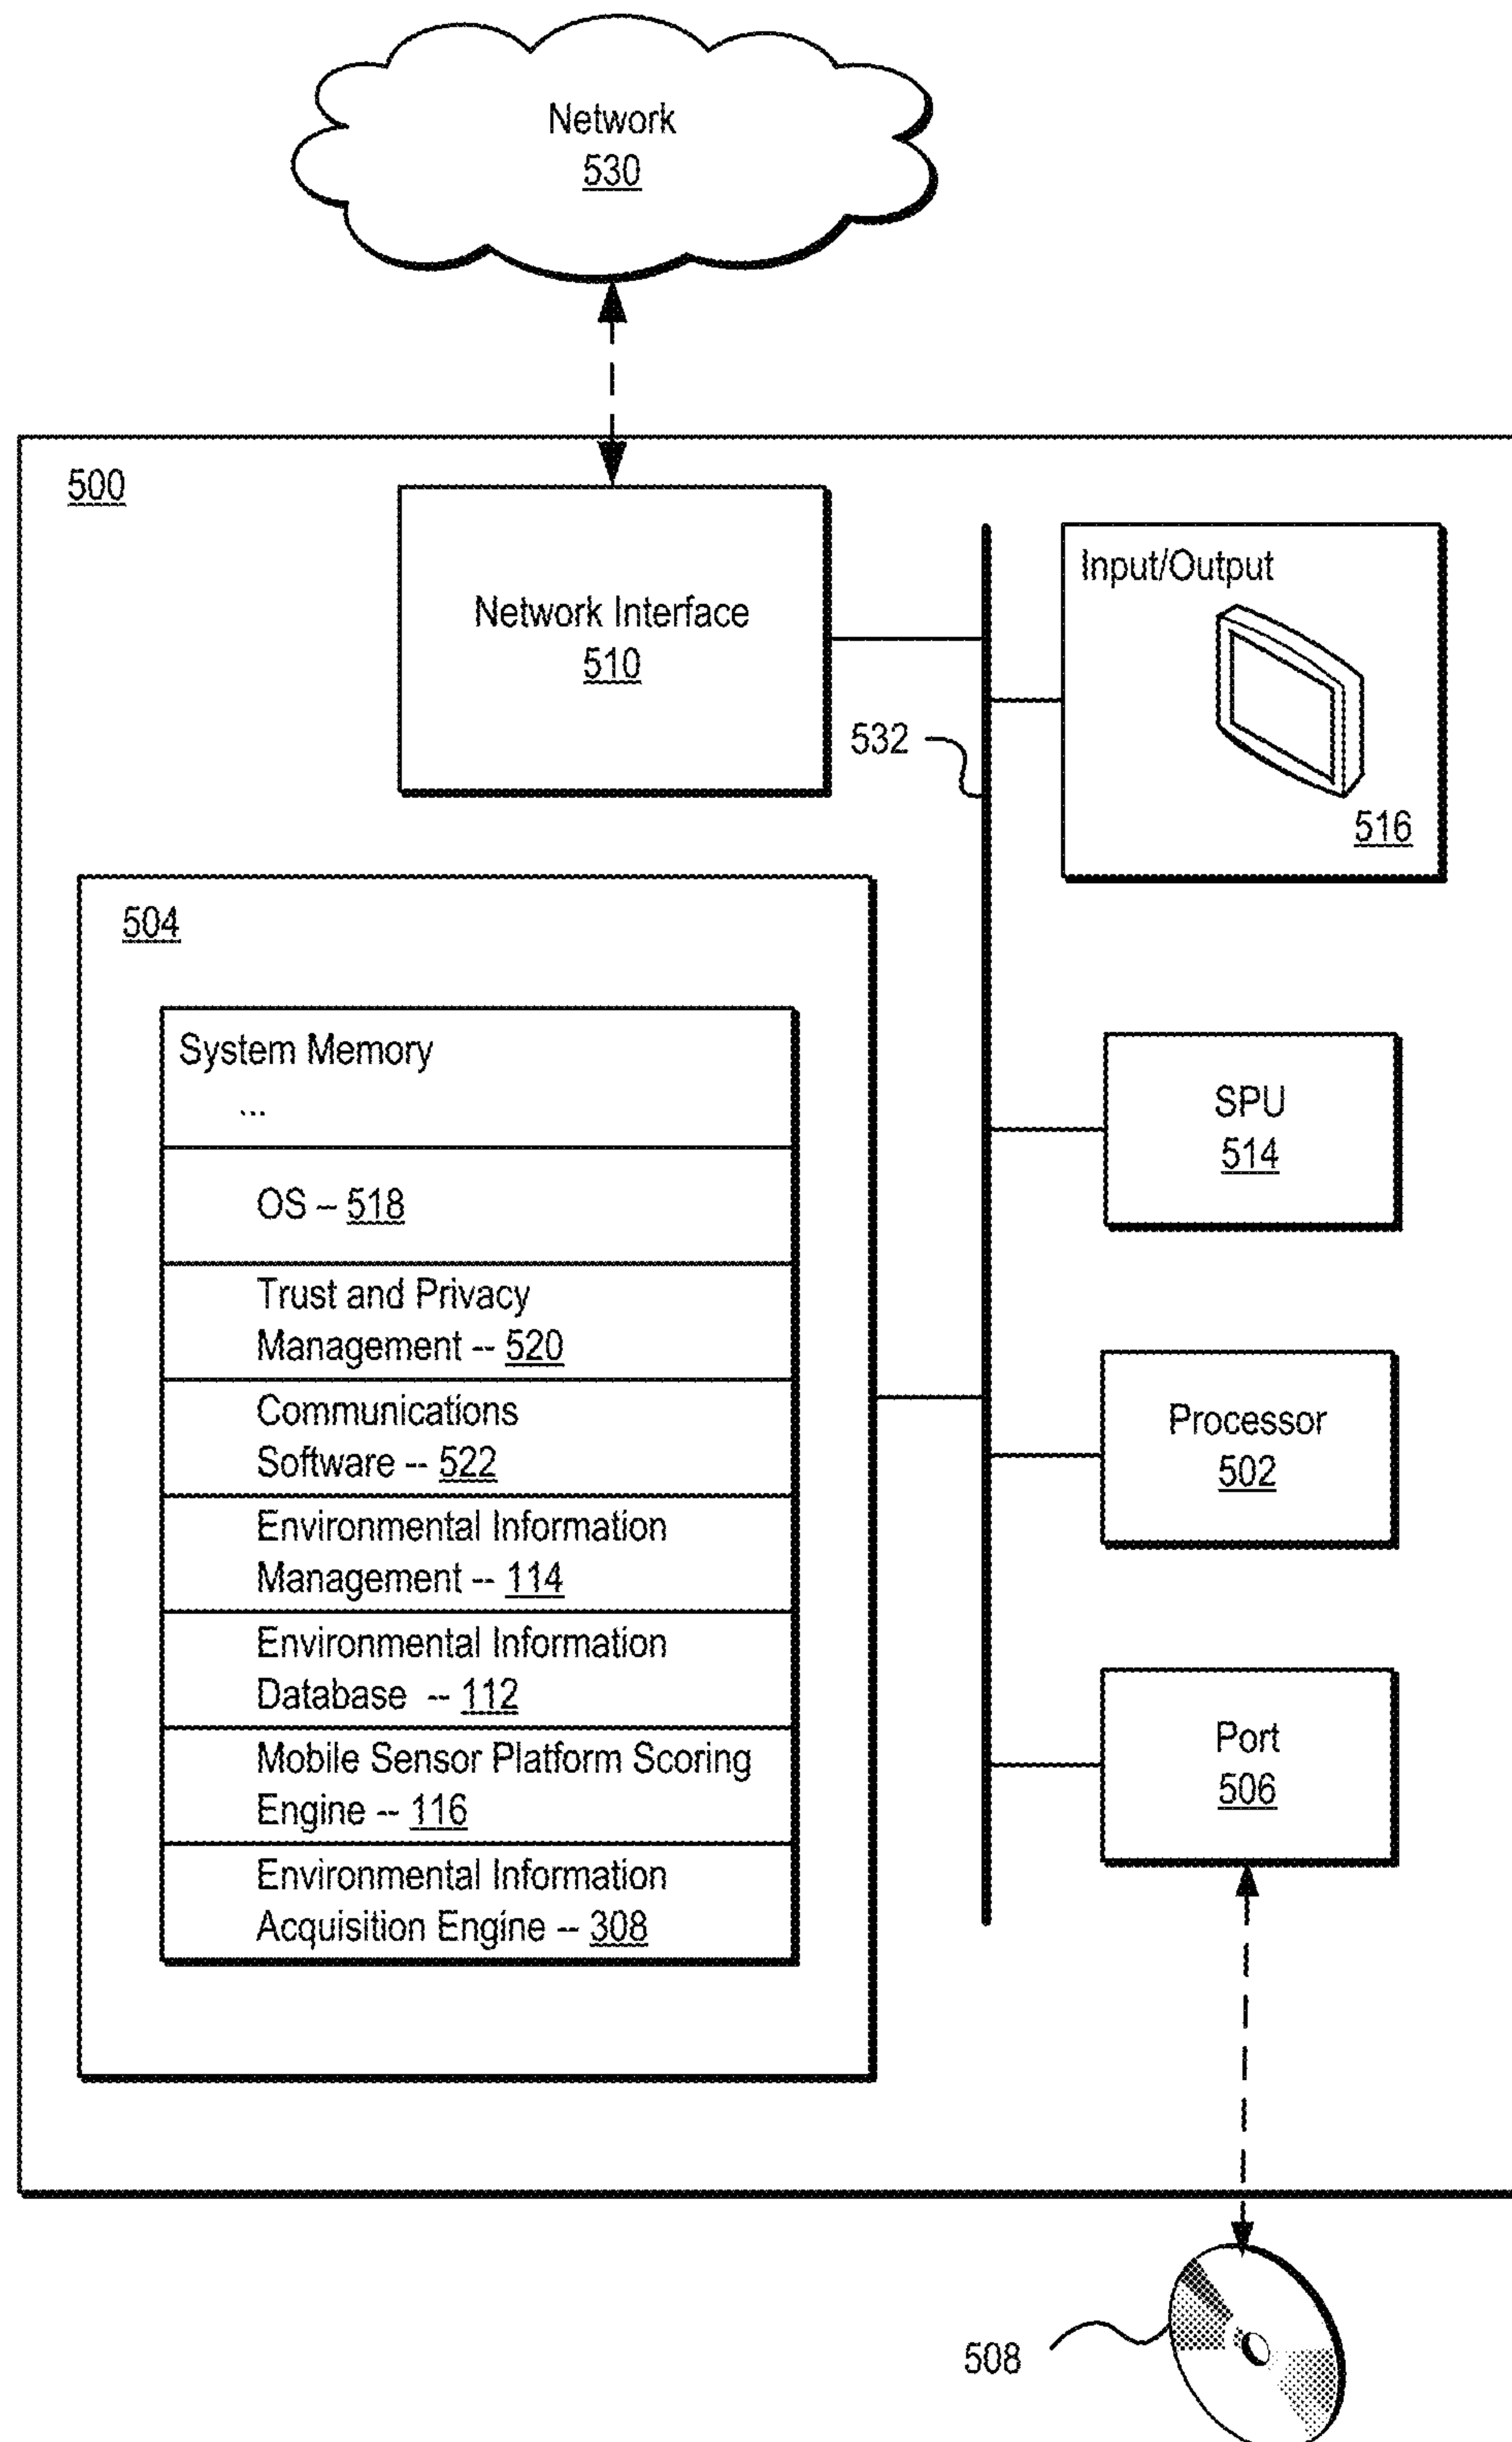 Network
530
500
Network Interface
510
532
Input/Output
516
504
System Memory
...
OS -- 518
Trust and Privacy
Management -- 520
Communications
Software -- 522
Environmental Information
Management -- 114
Environmental Information
Database -- 112
Mobile Sensor Platform Scoring
Engine -- 116
Environmental Information
Acquisition Engine -- 308
SPU
514
Processor
502
Port
506
508